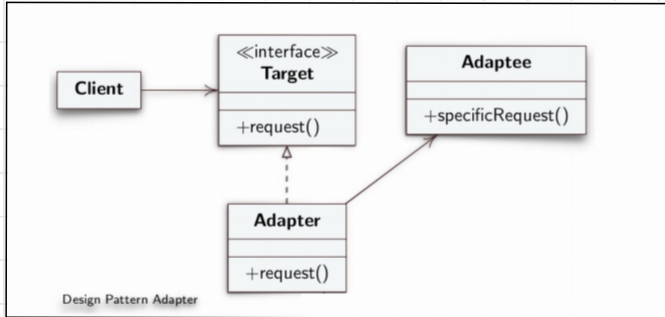 Client
≪interface≫
Target
+request()
Adaptee
+specificRequest()
Adapter
+request()
Design Pattern Adapter